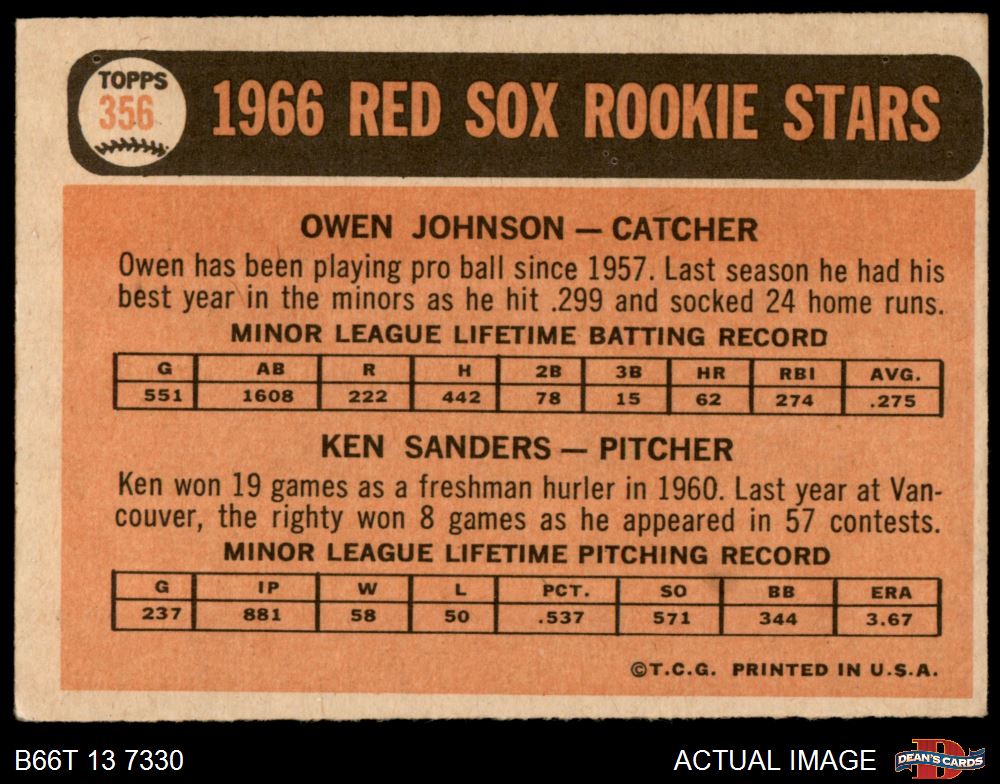 TOPPS
356
1966 RED SOX ROOKIE STARS
OWEN JOHNSON — CATCHER
Owen has been playing pro ball since 1957. Last season he had his
best year in the minors as he hit .299 and socked 24 home runs.
MINOR LEAGUE LIFETIME BATTING RECORD
G AB R H 2B 3B HR RBI AVG.
551 1608 222 442 78 15 62 274 .275
KEN SANDERS — PITCHER
Ken won 19 games as a freshman hurler in 1960. Last year at Van-
couver, the righty won 8 games as he appeared in 57 contests.
MINOR LEAGUE LIFETIME PITCHING RECORD
G IP W L PCT. SO BB ERA
237 881 58 50 .537 571 344 3.67
©T.C.G. PRINTED IN U.S.A.
B66T 13 7330
ACTUAL IMAGE
DEAN'S CARDS